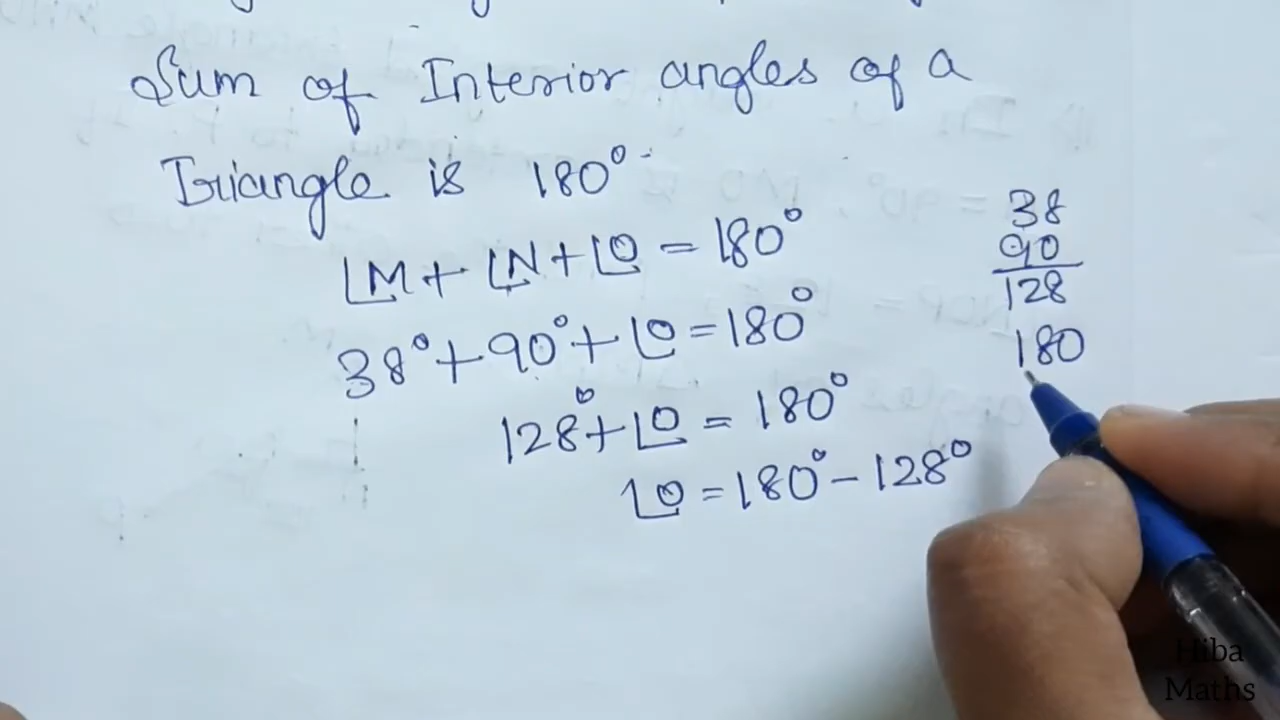 Sum of Interior angles of a
Triangle is 180°
∠M + ∠N + ∠O = 180°
38° + 90° + ∠O = 180°
128° + ∠O = 180°
∠O = 180° - 128°
38
90
128
180
Hiba
Maths